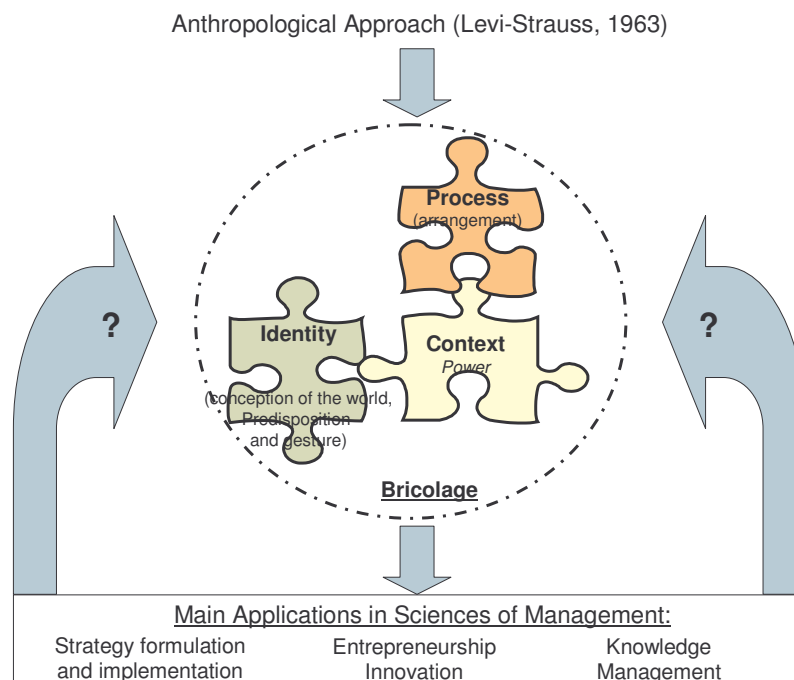 Anthropological Approach (Levi-Strauss, 1963)
Process
(arrangement)
?
?
Identity
Context
Power
(conception of the world,
Predisposition
and gesture)
Bricolage
Main Applications in Sciences of Management:
Strategy formulation
and implementation
Entrepreneurship
Innovation
Knowledge
Management